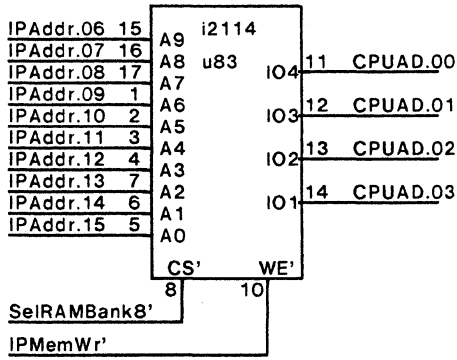 IPAddr.06 15 A9 i2114
IPAddr.07 16 A8 u83
IPAddr.08 17 A7 IO4 11 CPUAD.00
IPAddr.09 1 A6
IPAddr.10 2 A5 IO3 12 CPUAD.01
IPAddr.11 3 A4
IPAddr.12 4 A3 IO2 13 CPUAD.02
IPAddr.13 7 A2
IPAddr.14 6 A1 IO1 14 CPUAD.03
IPAddr.15 5 A0
CS' WE'
8 10
SelRAMBank8'
IPMemWr'